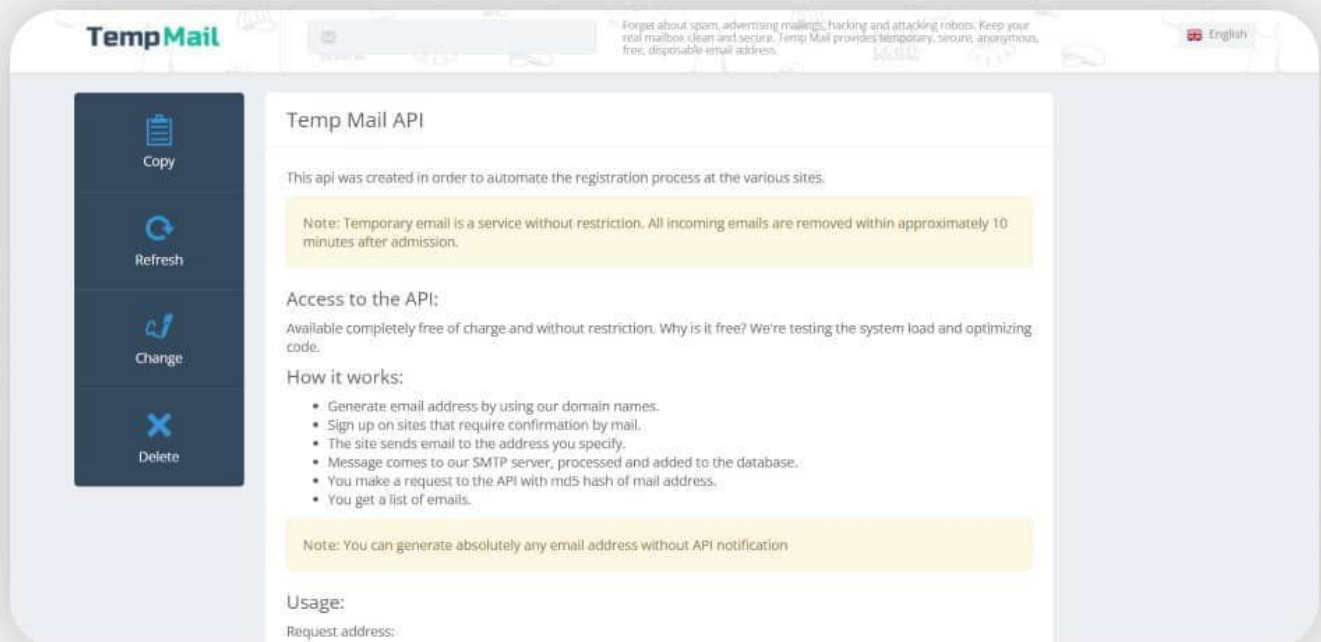 TempMail
Forget about spam, advertising mailings, hacking and attacking robots. Keep your
real mailbox clean and secure. Temp Mail provides temporary, secure, anonymous,
free, disposable email address.
English
Copy
Refresh
Change
Delete
Temp Mail API
This api was created in order to automate the registration process at the various sites.
Note: Temporary email is a service without restriction. All incoming emails are removed within approximately 10
minutes after admission.
Access to the API:
Available completely free of charge and without restriction. Why is it free? We're testing the system load and optimizing
code.
How it works:
• Generate email address by using our domain names.
• Sign up on sites that require confirmation by mail.
• The site sends email to the address you specify.
• Message comes to our SMTP server, processed and added to the database.
• You make a request to the API with md5 hash of mail address.
• You get a list of emails.
Note: You can generate absolutely any email address without API notification
Usage:
Request address: